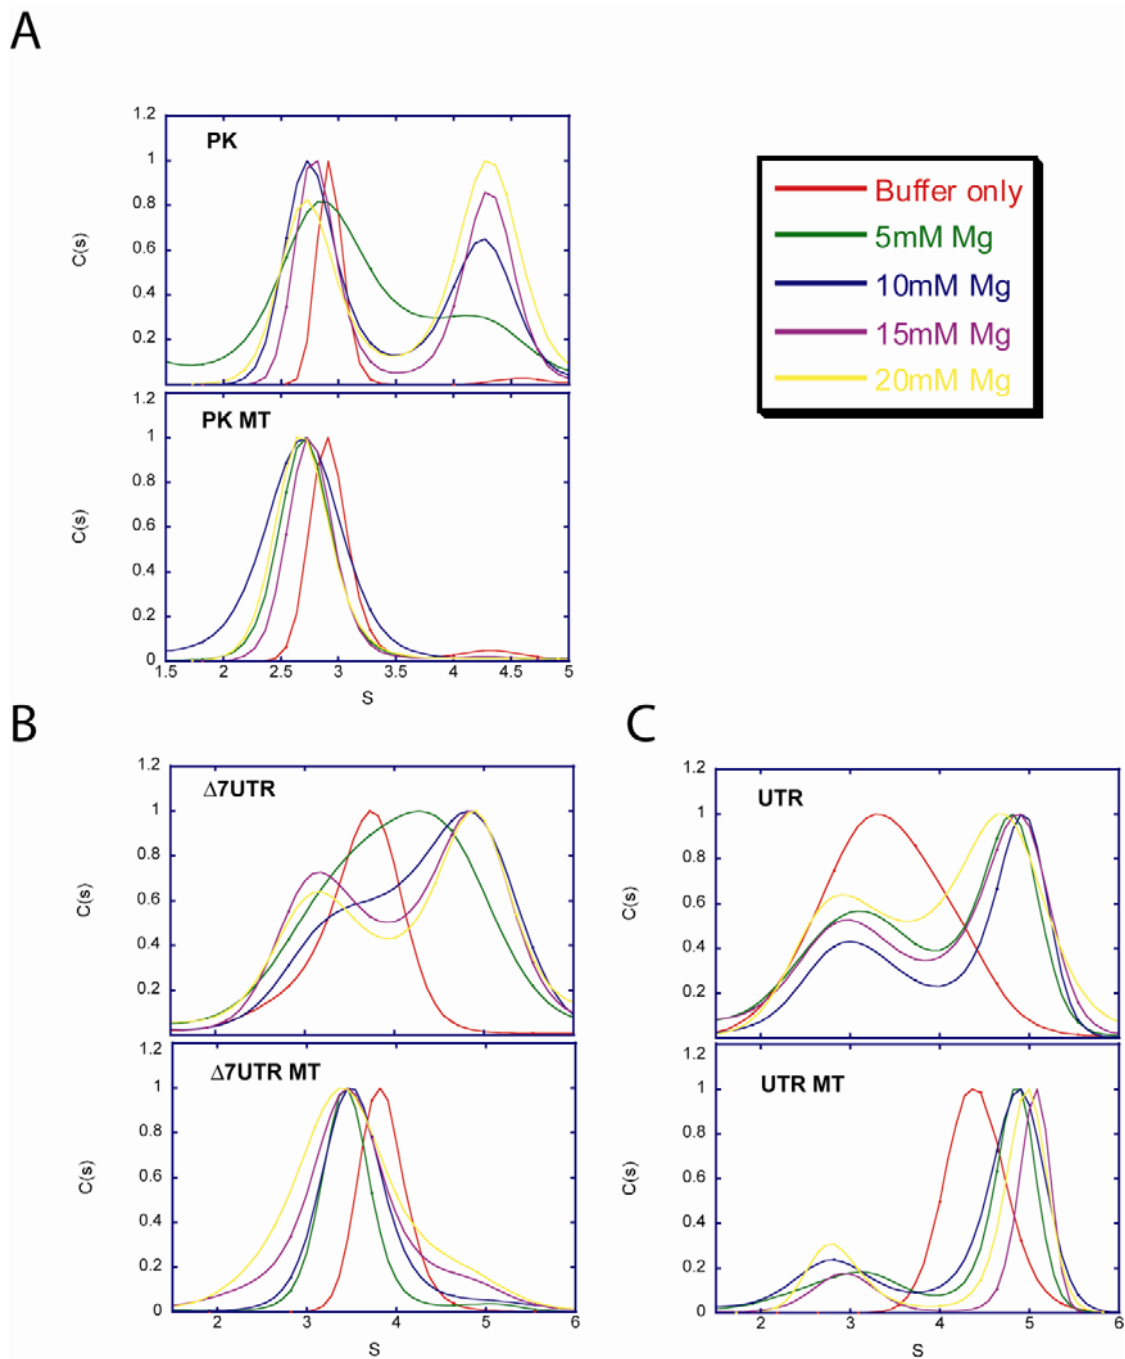 A
PK
1.2
1
0.8
0.6
0.4
0.2
C(s)
Buffer only
5mM Mg
10mM Mg
15mM Mg
20mM Mg
PK MT
1.2
1
0.8
0.6
0.4
0.2
0
C(s)
1.5 2 2.5 3 3.5 4 4.5 5
S
B
Δ7UTR
1.2
1
0.8
0.6
0.4
0.2
C(s)
Δ7UTR MT
1.2
1
0.8
0.6
0.4
0.2
0
C(s)
2 3 4 5 6
S
C
UTR
1.2
1
0.8
0.6
0.4
0.2
C(s)
UTR MT
1.2
1
0.8
0.6
0.4
0.2
0
C(s)
2 3 4 5 6
S